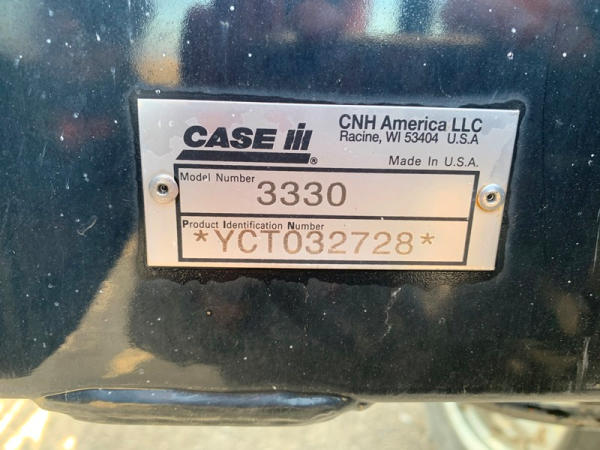 CASE IH®
CNH America LLC
Racine, WI 53404 U.S.A
Made In U.S.A.
Model Number
3330
Product Identification Number
*YCT032728*